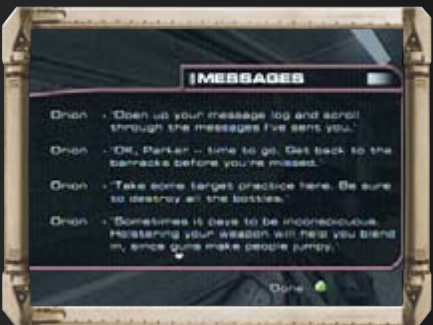 MESSAGES
Orion - "Open up your message log and scroll
through the messages I've sent you."
Orion - "OK, Parker -- time to go. Get back to the
barracks before you're missed."
Orion - "Take some target practice here. Be sure
to destroy all the bottles."
Orion - "Sometimes it pays to be inconspicuous.
Holstering your weapon will help you blend
in, since guns make people jumpy."
Done